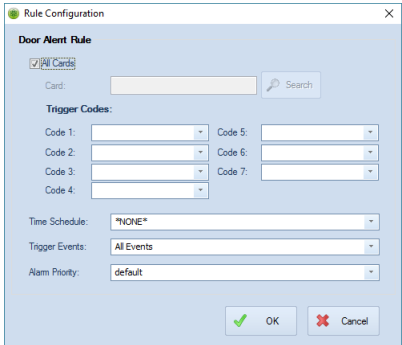 Rule Configuration
Door Alert Rule
All Cards
Card: Search
Trigger Codes:
Code 1: Code 5:
Code 2: Code 6:
Code 3: Code 7:
Code 4:
Time Schedule: *NONE*
Trigger Events: All Events
Alarm Priority: default
OK Cancel